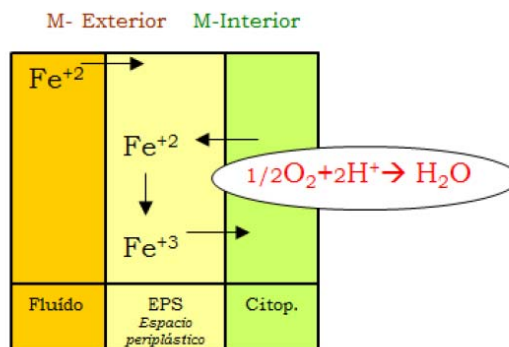 M- Exterior M-Interior
Fe+2
Fe+2
1/2O2+2H+→ H2O
Fe+3
Fluído EPS Citop.
Espacio
periplástico